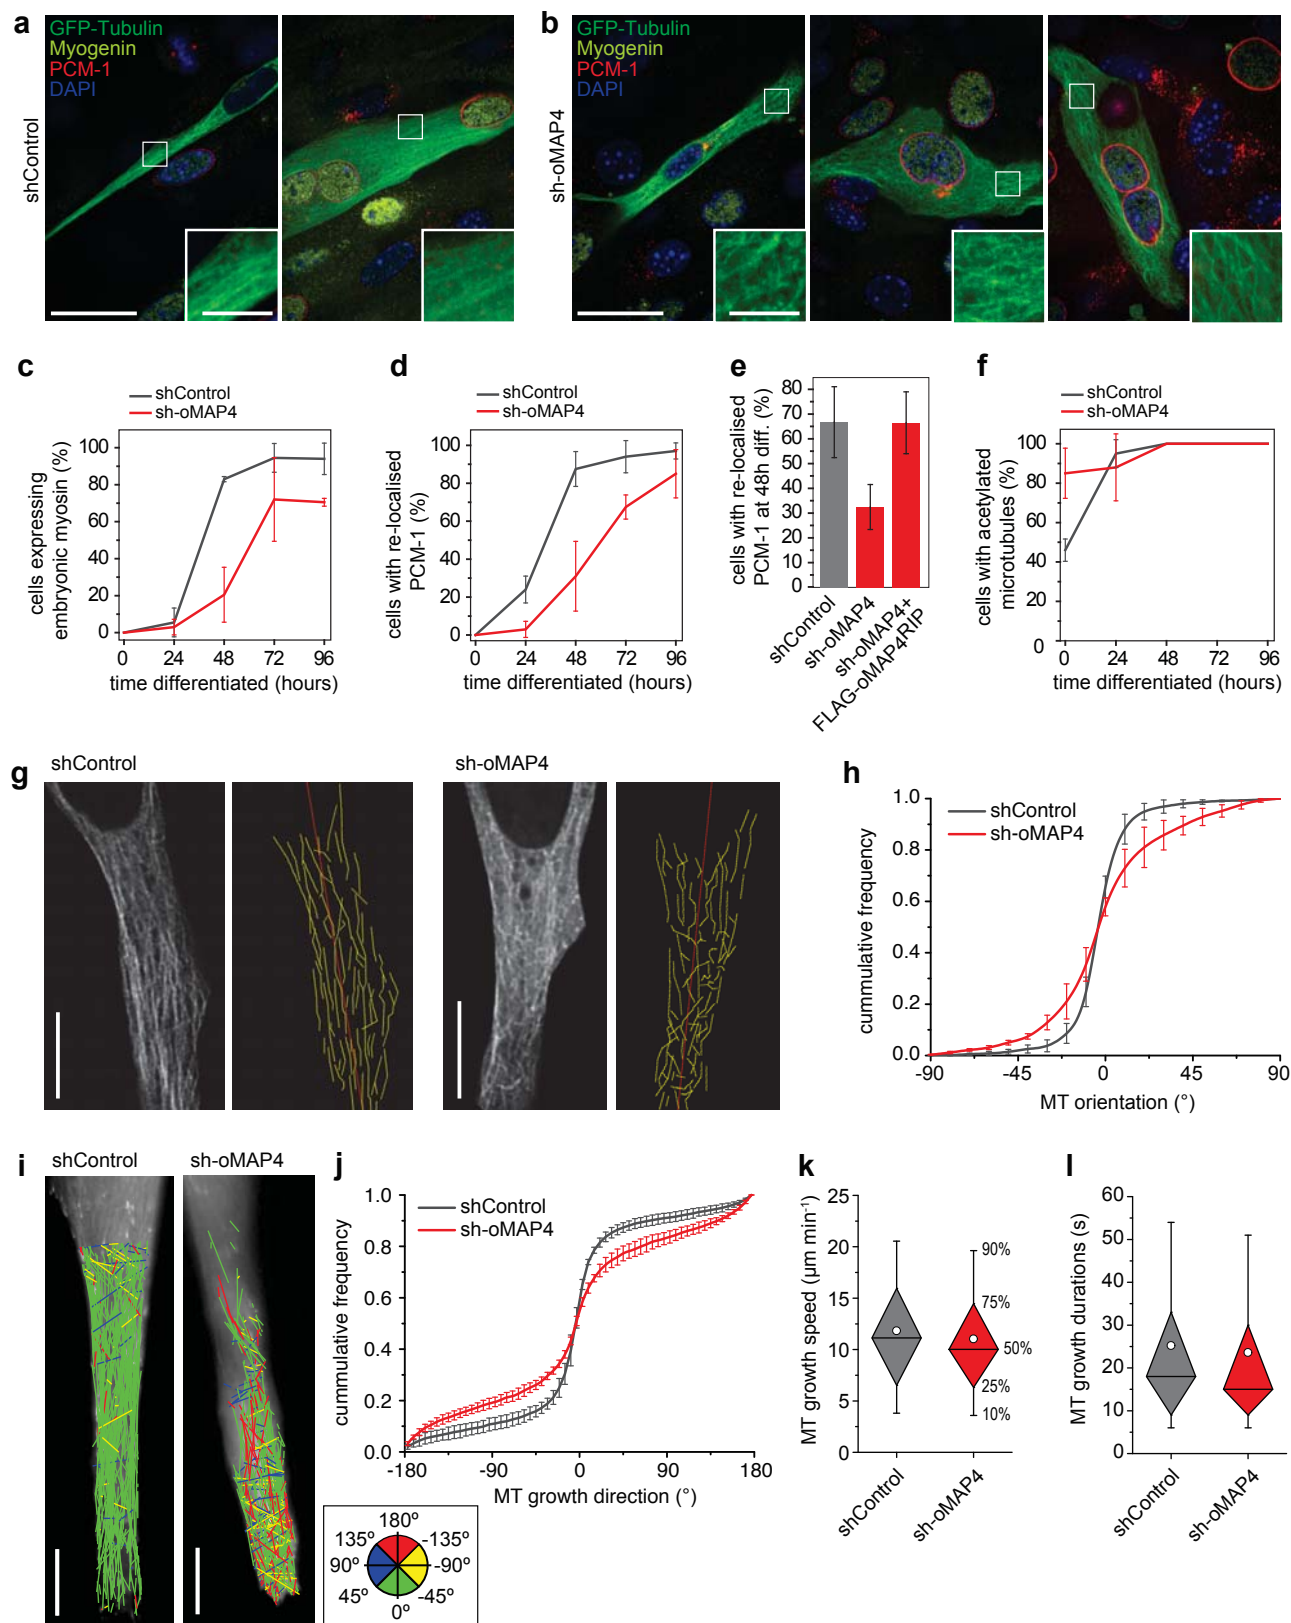 a
GFP-Tubulin
Myogenin
PCM-1
DAPI
shControl
b
GFP-Tubulin
Myogenin
PCM-1
DAPI
sh-oMAP4
c
shControl
sh-oMAP4
cells expressing
embryonic myosin (%)
100
80
60
40
20
0
0 24 48 72 96
time differentiated (hours)
d
shControl
sh-oMAP4
cells with re-localised
PCM-1 (%)
100
80
60
40
20
0
0 24 48 72 96
time differentiated (hours)
e
cells with re-localised
PCM-1 at 48h diff. (%)
80
70
60
50
40
30
20
10
0
shControl
sh-oMAP4
sh-oMAP4+
FLAG-oMAP4RIP
f
shControl
sh-oMAP4
cells with acetylated
microtubules (%)
100
80
60
40
20
0
0 24 48 72 96
time differentiated (hours)
g
shControl
sh-oMAP4
h
shControl
sh-oMAP4
cummulative frequency
1.0
0.8
0.6
0.4
0.2
0.0
-90 -45 0 45 90
MT orientation (°)
i
shControl
sh-oMAP4
j
shControl
sh-oMAP4
cummulative frequency
1.0
0.8
0.6
0.4
0.2
0.0
-180 -90 0 90 180
MT growth direction (°)
180º
135º -135º
90º -90º
45º -45º
0º
k
MT growth speed (µm min-1)
25
20
15
10
5
0
90%
75%
50%
25%
10%
shControl
sh-oMAP4
l
MT growth durations (s)
60
50
40
30
20
10
0
shControl
sh-oMAP4